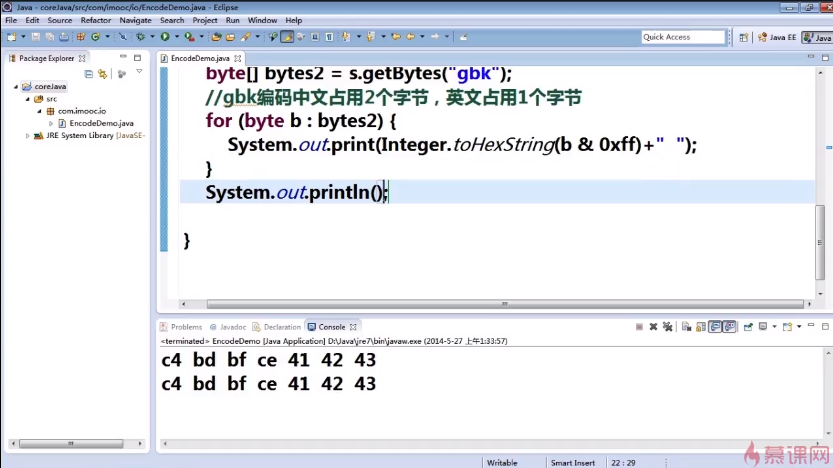 Java - coreJava/src/com/imooc/io/EncodeDemo.java - Eclipse
File Edit Source Refactor Navigate Search Project Run Window Help
Quick Access Java EE Java
Package Explorer
coreJava
src
com.imooc.io
EncodeDemo.java
JRE System Library [JavaSE-
EncodeDemo.java
byte[] bytes2 = s.getBytes("gbk");
//gbk编码中文占用2个字节，英文占用1个字节
for (byte b : bytes2) {
System.out.print(Integer.toHexString(b & 0xff)+"  ");
}
System.out.println();
}
Problems Javadoc Declaration Console
<terminated> EncodeDemo [Java Application] D:\Java\jre7\bin\javaw.exe (2014-5-27 上午1:33:57)
c4 bd bf ce 41 42 43
c4 bd bf ce 41 42 43
Writable Smart Insert 22 : 29
慕课网